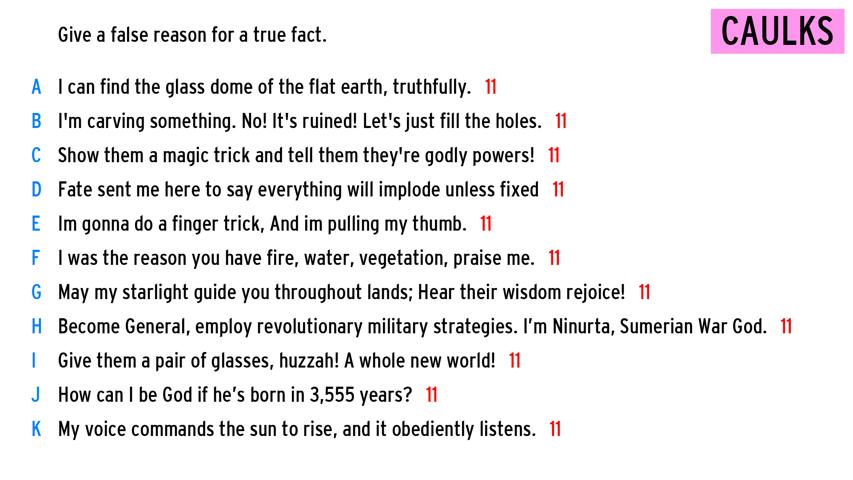 Give a false reason for a true fact.
CAULKS
A I can find the glass dome of the flat earth, truthfully. 11
B I'm carving something. No! It's ruined! Let's just fill the holes. 11
C Show them a magic trick and tell them they're godly powers! 11
D Fate sent me here to say everything will implode unless fixed 11
E Im gonna do a finger trick, And im pulling my thumb. 11
F I was the reason you have fire, water, vegetation, praise me. 11
G May my starlight guide you throughout lands; Hear their wisdom rejoice! 11
H Become General, employ revolutionary military strategies. I’m Ninurta, Sumerian War God. 11
I Give them a pair of glasses, huzzah! A whole new world! 11
J How can I be God if he’s born in 3,555 years? 11
K My voice commands the sun to rise, and it obediently listens. 11